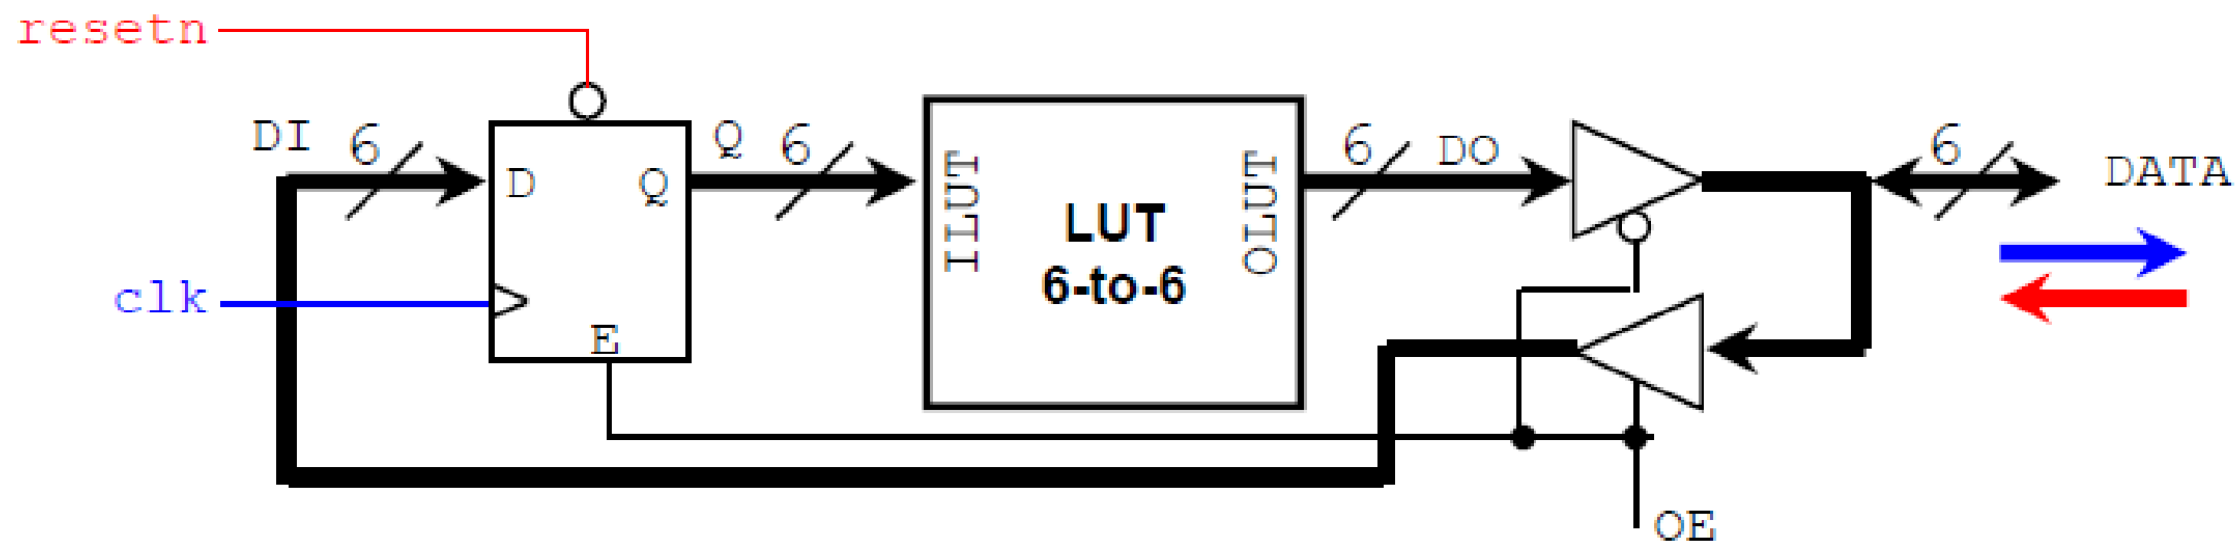 resetn
DI 6 Q 6 6 DO 6 DATA
D Q
ILUT LUT 6-to-6 OLUT
clk
E
OE